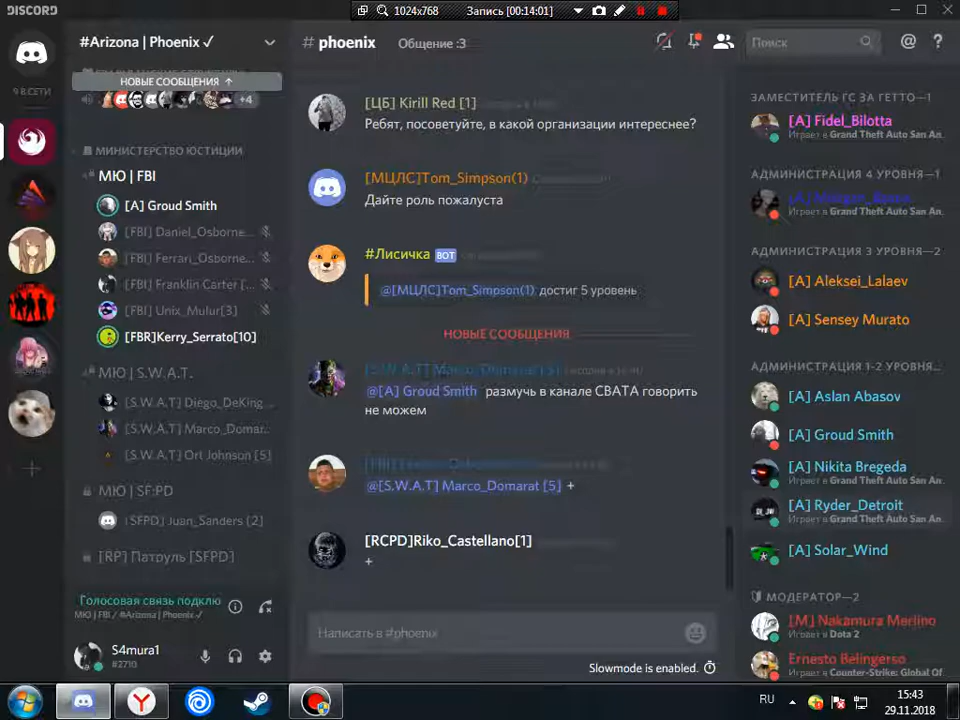 DISCORD
1024x768
Запись [00:14:01]
#Arizona | Phoenix ✓
# phoenix
Общение :3
Поиск
НОВЫЕ СООБЩЕНИЯ ↑
9 В СЕТИ
+4
МИНИСТЕРСТВО ЮСТИЦИИ
МЮ | FBI
[A] Groud Smith
[FBI] Daniel_Osborne...
[FBI] Ferrari_Osborne...
[FBI] Franklin Carter [...
[FBI] Unix_Mulur[3]
[FBR]Kerry_Serrato[10]
МЮ | S.W.A.T.
[S.W.A.T] Diego_DeKing...
[S.W.A.T] Marco_Domar...
[S.W.A.T] Ort Johnson [5]
МЮ | SF:PD
[SFPD] Juan_Sanders [2]
[RP] Патруль [SFPD]
Голосовая связь подклю
МЮ | FBI / #Arizona | Phoenix ✓
S4mura1
#2710
[ЦБ] Kirill Red [1]
Ребят, посоветуйте, в какой организации интереснее?
[МЦЛС]Tom_Simpson(1)
Дайте роль пожалуста
#Лисичка
БОТ
@[МЦЛС]Tom_Simpson(1) достиг 5 уровень
НОВЫЕ СООБЩЕНИЯ
[S.W.A.T] Marco_Domarat [5]
@[A] Groud Smith размучь в канале СВАТА говорить
не можем
@[S.W.A.T] Marco_Domarat [5] +
[RCPD]Riko_Castellano[1]
+
Написать в #phoenix
Slowmode is enabled.
ЗАМЕСТИТЕЛЬ ГС ЗА ГЕТТО—1
[A] Fidel_Bilotta
Играет в Grand Theft Auto San An...
АДМИНИСТРАЦИЯ 4 УРОВНЯ—1
Играет в Grand Theft Auto San An...
АДМИНИСТРАЦИЯ 3 УРОВНЯ—2
[A] Aleksei_Lalaev
[A] Sensey Murato
АДМИНИСТРАЦИЯ 1-2 УРОВНЯ...
[A] Aslan Abasov
[A] Groud Smith
[A] Nikita Bregeda
Играет в Grand Theft Auto San An...
[A] Ryder_Detroit
Играет в Grand Theft Auto San An...
[A] Solar_Wind
МОДЕРАТОР—2
[M] Nakamura Merlino
Играет в Dota 2
Ernesto Belingerso
Играет в Counter-Strike: Global Of
RU
15:43
29.11.2018